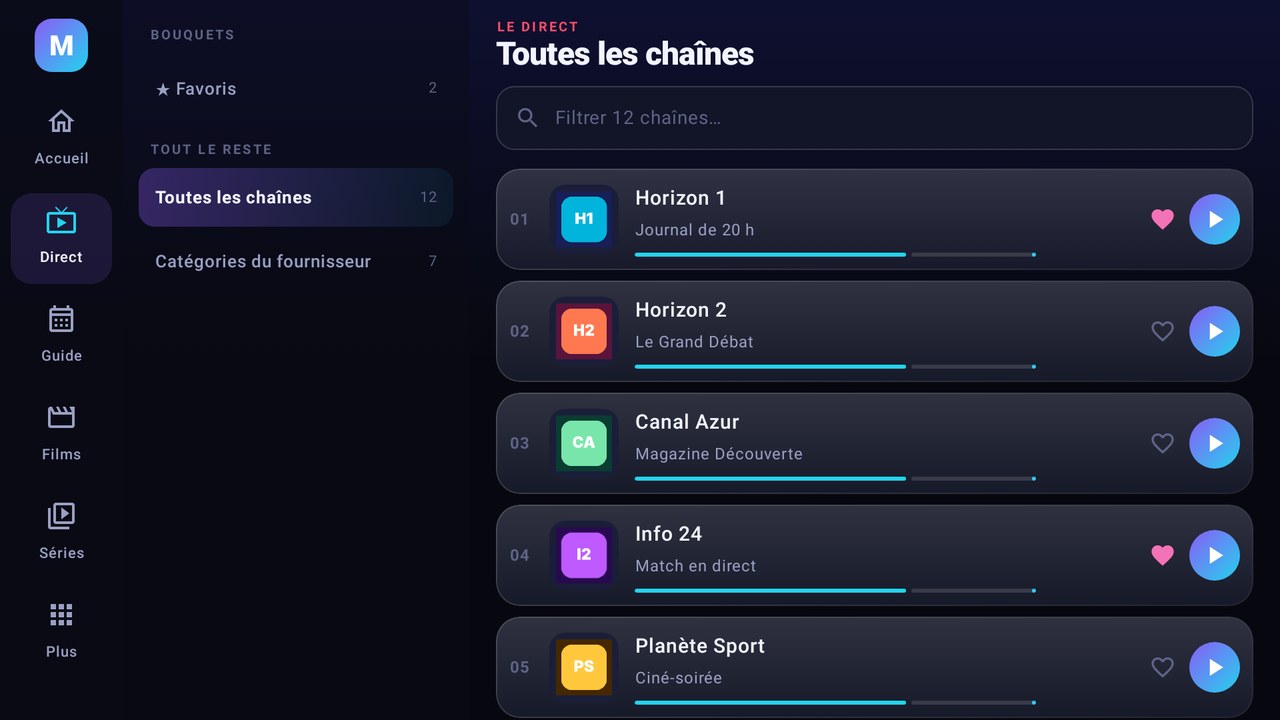 M
Accueil
Direct
Guide
Films
Séries
Plus
BOUQUETS
★ Favoris 2
TOUT LE RESTE
Toutes les chaînes 12
Catégories du fournisseur 7
LE DIRECT
Toutes les chaînes
Filtrer 12 chaînes…
01 H1 Horizon 1
Journal de 20 h
02 H2 Horizon 2
Le Grand Débat
03 CA Canal Azur
Magazine Découverte
04 I2 Info 24
Match en direct
05 PS Planète Sport
Ciné-soirée